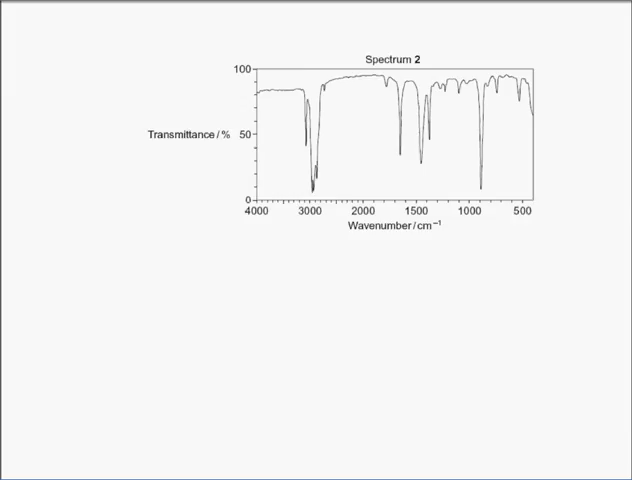 Spectrum 2
100
Transmittance / %
50
0
4000 3000 2000 1500 1000 500
Wavenumber / cm⁻¹